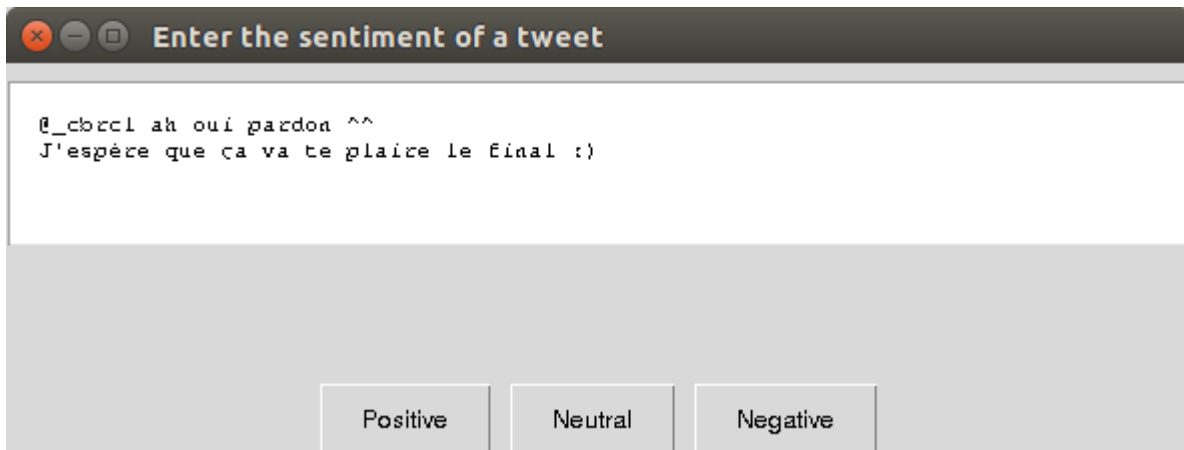 Enter the sentiment of a tweet
@_cbrcl ah oui pardon ^^
J'espère que ça va te plaire le final :)
Positive Neutral Negative